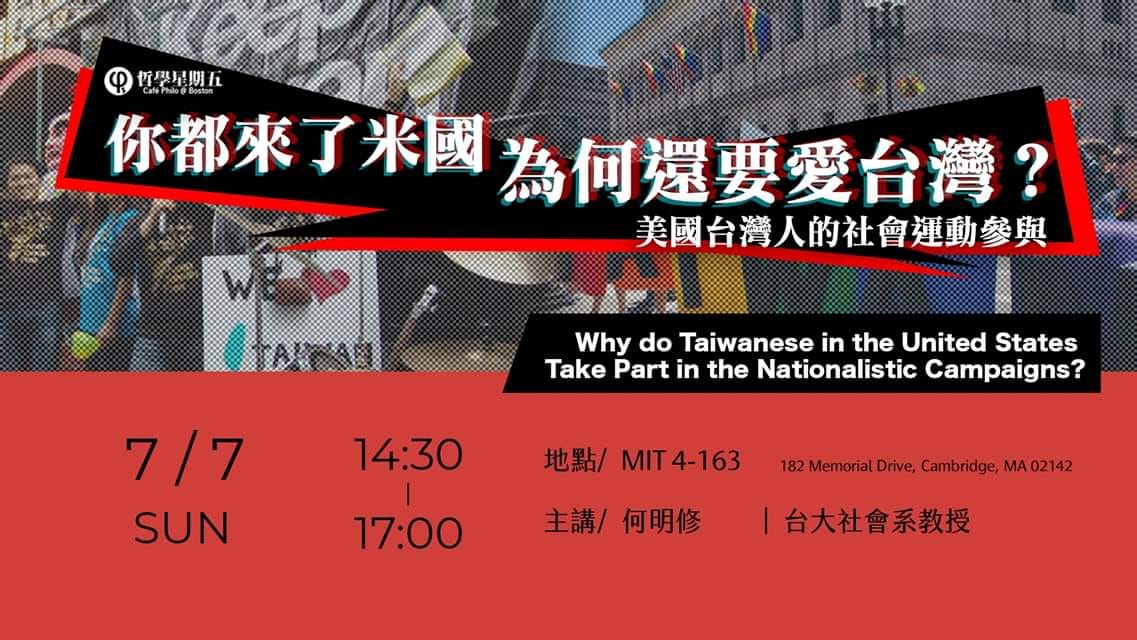 哲學星期五
Café Philo @ Boston
你都來了米國
為何還要愛台灣？
美國台灣人的社會運動參與
WE
TAIWAN
Why do Taiwanese in the United States
Take Part in the Nationalistic Campaigns?
7/7
SUN
14:30
|
17:00
地點/ MIT 4-163 182 Memorial Drive, Cambridge, MA 02142
主講/ 何明修 | 台大社會系教授